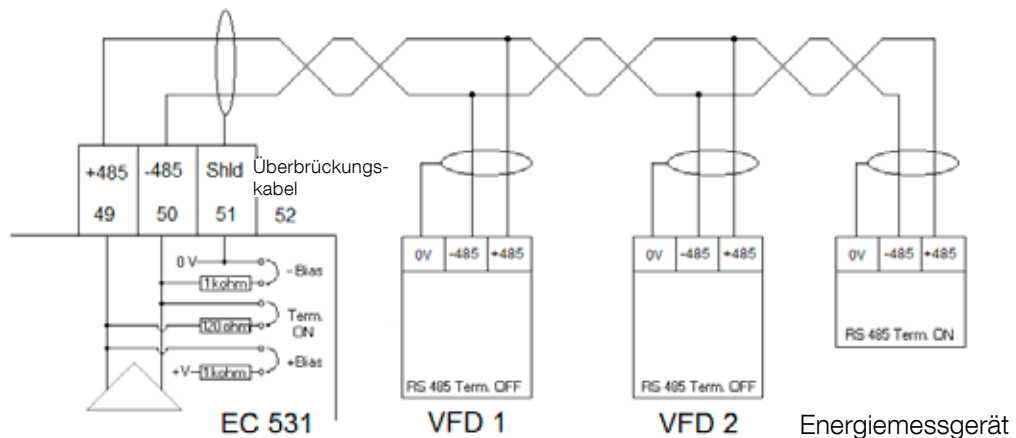 +485 -485 Shld Überbrückungs-
kabel
49 50 51 52
0 V
1kohm
- Bias
120 ohm
Term.
ON
+V
1kohm
+Bias
EC 531
0V -485 +485
RS 485 Term. OFF
VFD 1
0V -485 +485
RS 485 Term. OFF
VFD 2
0V -485 +485
RS 485 Term. ON
Energiemessgerät